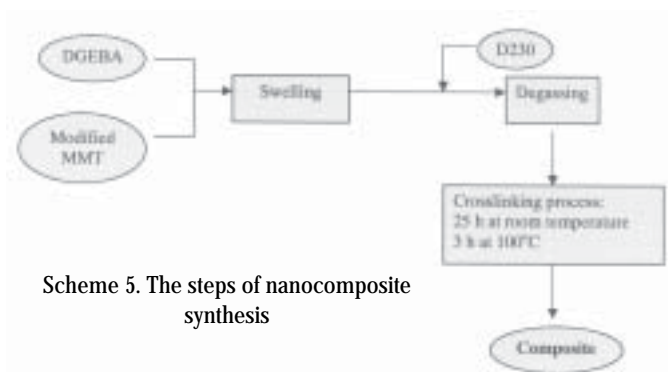 DGEBA
D230
Swelling
Degassing
Modified
MMT
Crosslinking process:
25 h at room temperature
3 h at 100°C
Scheme 5. The steps of nanocomposite
synthesis
Composite